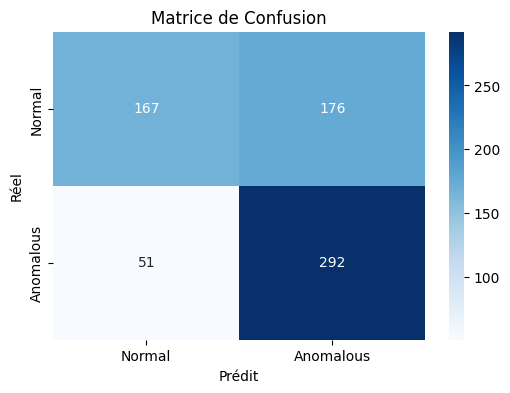 Matrice de Confusion
Réel
Normal
167
176
Anomalous
51
292
Normal
Anomalous
Prédit
250
200
150
100